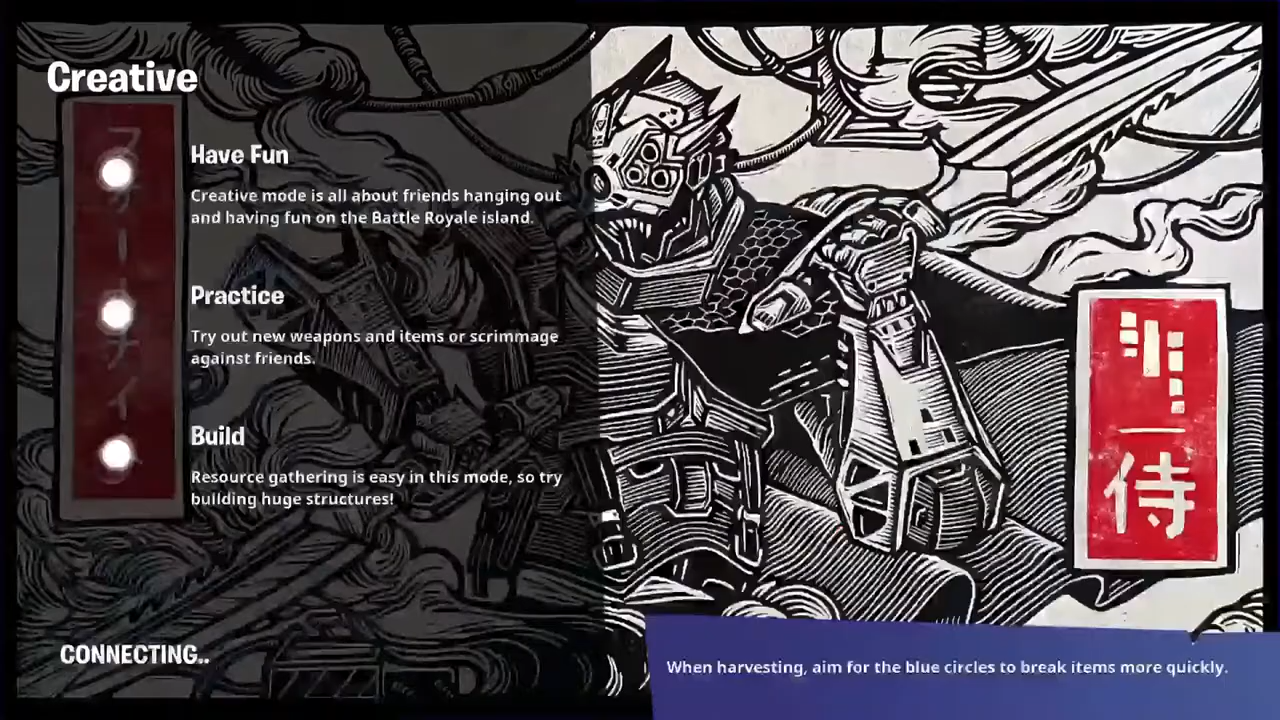 Creative
Have Fun
Creative mode is all about friends hanging out
and having fun on the Battle Royale island.
Practice
Try out new weapons and items or scrimmage
against friends.
Build
Resource gathering is easy in this mode, so try
building huge structures!
侍
CONNECTING..
When harvesting, aim for the blue circles to break items more quickly.